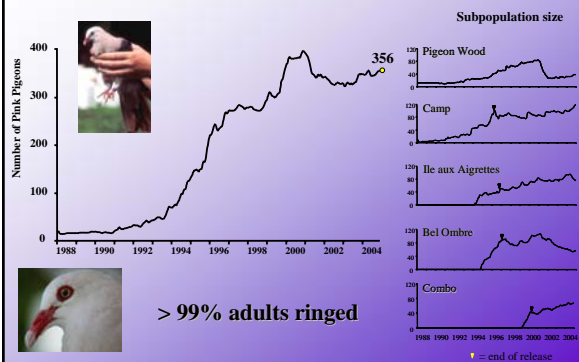 Subpopulation size
Number of Pink Pigeons
400
300
200
100
0
1988 1990 1992 1994 1996 1998 2000 2002 2004
356
Pigeon Wood
120
80
40
0
Camp
120
80
40
0
Ile aux Aigrettes
120
80
40
0
Bel Ombre
120
80
40
0
Combo
120
80
40
0
1988 1990 1992 1994 1996 1998 2000 2002 2004
> 99% adults ringed
= end of release